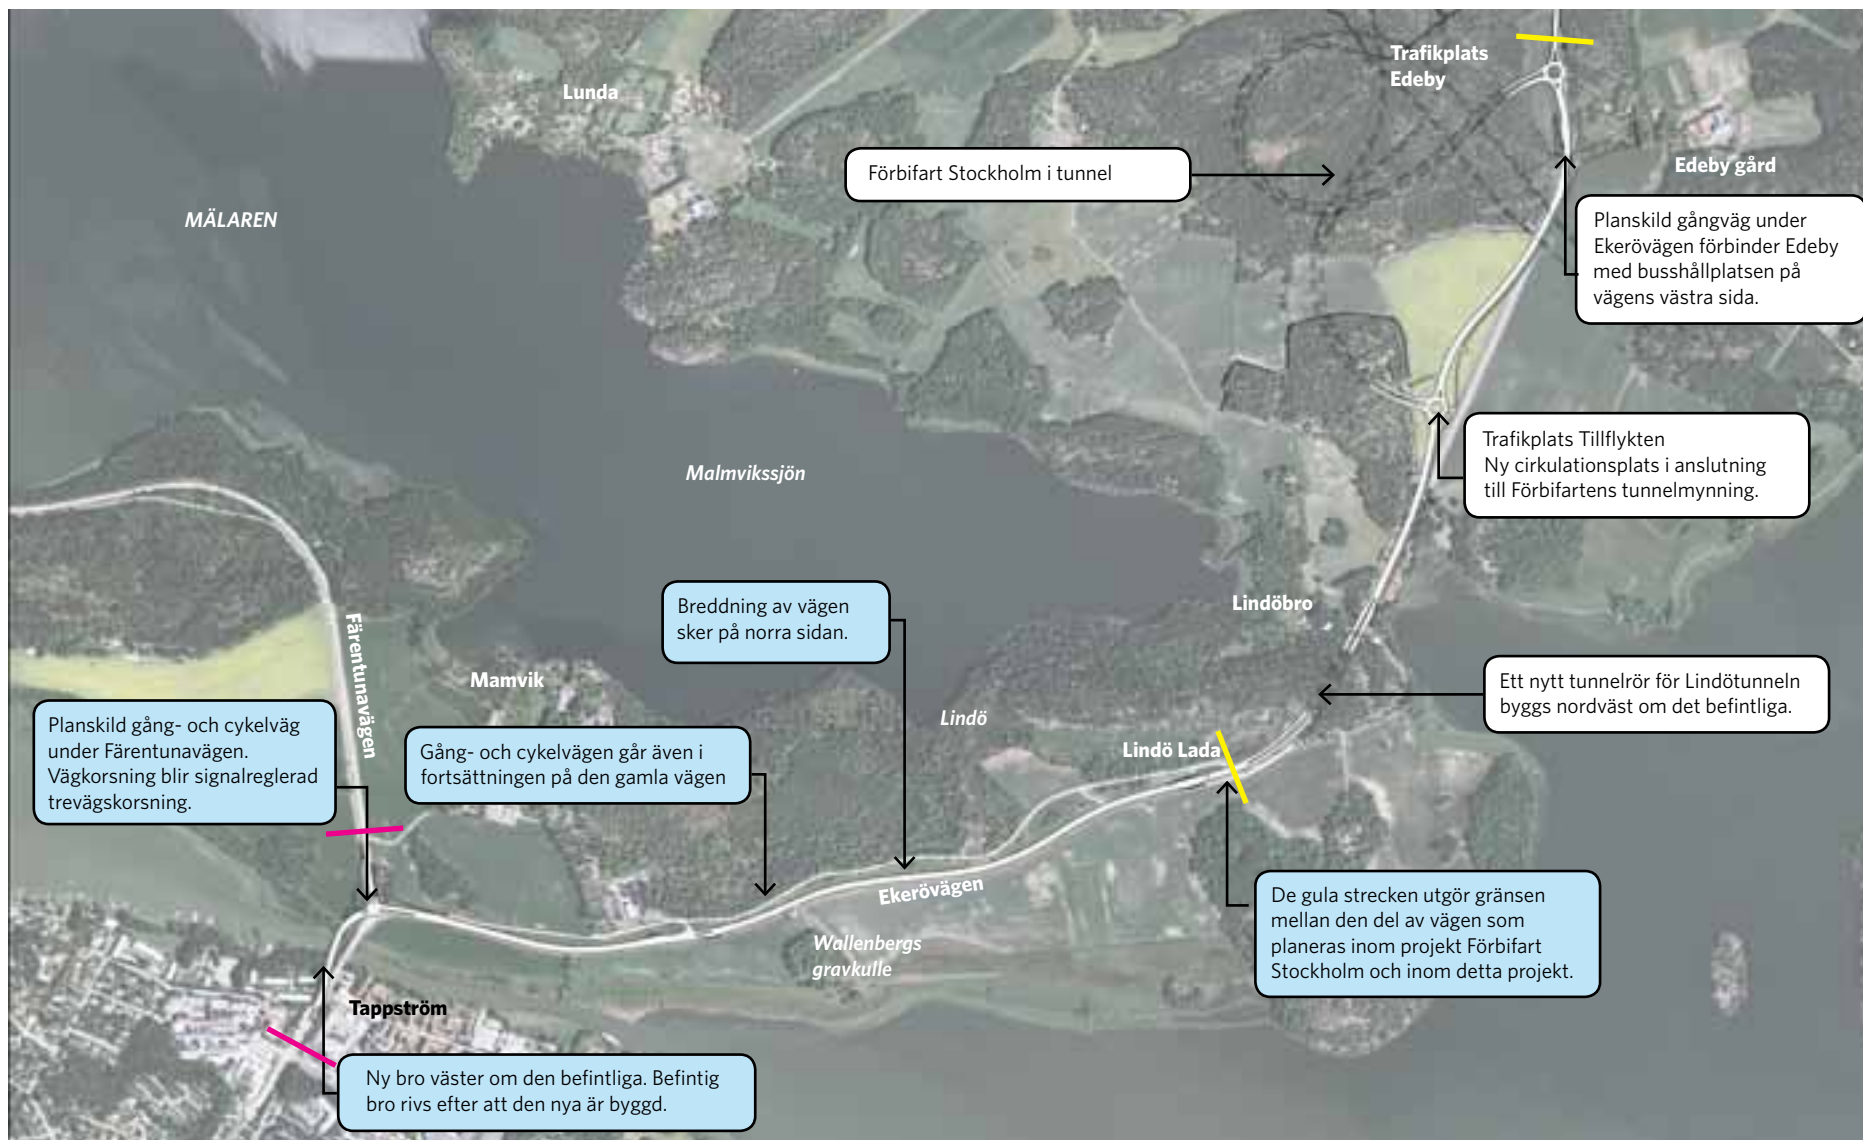 Trafikplats
Edeby
Lunda
Förbifart Stockholm i tunnel
Edeby gård
MÄLAREN
Planskild gångväg under
Ekerövägen förbinder Edeby
med busshållplatsen på
vägens västra sida.
Trafikplats Tillflykten
Ny cirkulationsplats i anslutning
till Förbifartens tunnelmynning.
Malmvikssjön
Breddning av vägen
sker på norra sidan.
Lindöbro
Färentunavägen
Mamvik
Ett nytt tunnelrör för Lindötunneln
byggs nordväst om det befintliga.
Lindö
Planskild gång- och cykelväg
under Färentunavägen.
Vägkorsning blir signalreglerad
trevägskorsning.
Gång- och cykelvägen går även i
fortsättningen på den gamla vägen
Lindö Lada
Ekerövägen
De gula strecken utgör gränsen
mellan den del av vägen som
planeras inom projekt Förbifart
Stockholm och inom detta projekt.
Wallenbergs
gravkulle
Tappström
Ny bro väster om den befintliga. Befintig
bro rivs efter att den nya är byggd.